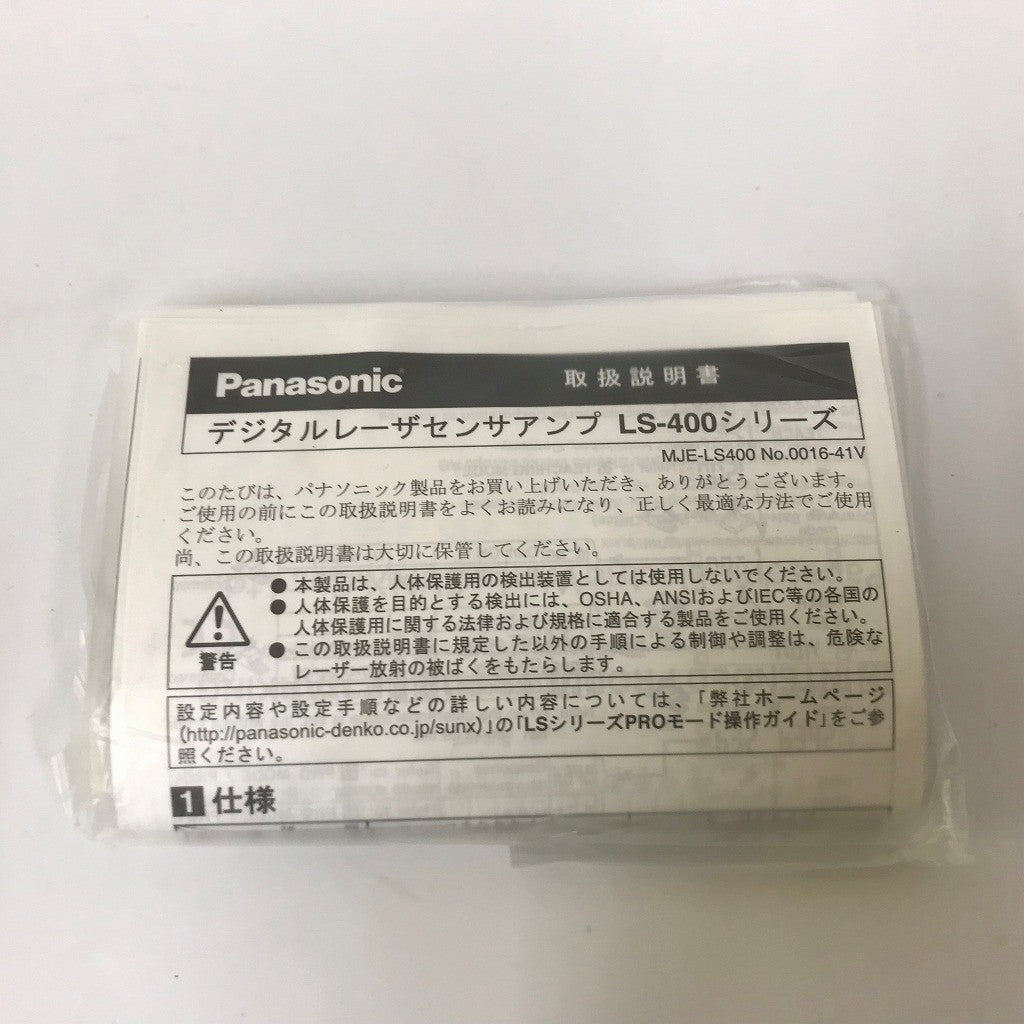 Panasonic 取扱説明書
デジタルレーザセンサアンプ LS-400シリーズ
MJE-LS400 No.0016-41V
このたびは、パナソニック製品をお買い上げいただき、ありがとうございます。
ご使用の前にこの取扱説明書をよくお読みになり、正しく最適な方法でご使用
ください。
尚、この取扱説明書は大切に保管してください。
警告
● 本製品は、人体保護用の検出装置としては使用しないでください。
● 人体保護を目的とする検出には、OSHA、ANSIおよびIEC等の各国の
人体保護用に関する法律および規格に適合する製品をご使用ください。
● この取扱説明書に規定した以外の手順による制御や調整は、危険な
レーザー放射の被ばくをもたらします。
設定内容や設定手順などの詳しい内容については、「弊社ホームページ
(http://panasonic-denko.co.jp/sunx)」の「LSシリーズPROモード操作ガイド」をご参
照ください。
1 仕様